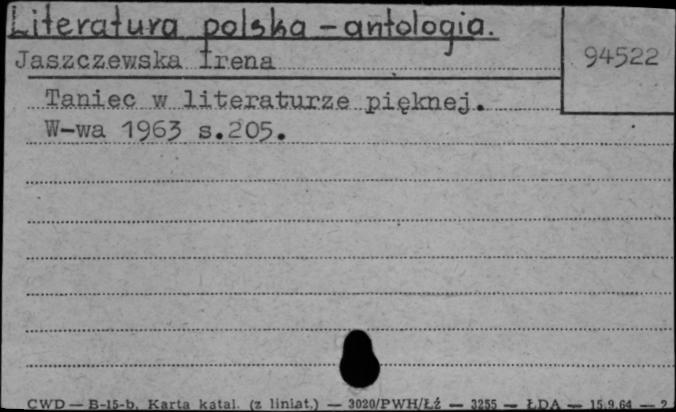 Literatura polska - antologia.
Jaszczewska Irena
94522
Taniec w literaturze pięknej.
W-wa 1963 s.205.
CWD — B-15-b. Karta katal. (z liniat.) — 3020/PWH/Łź — 3255 — ŁDA — 15.9.64 — 2